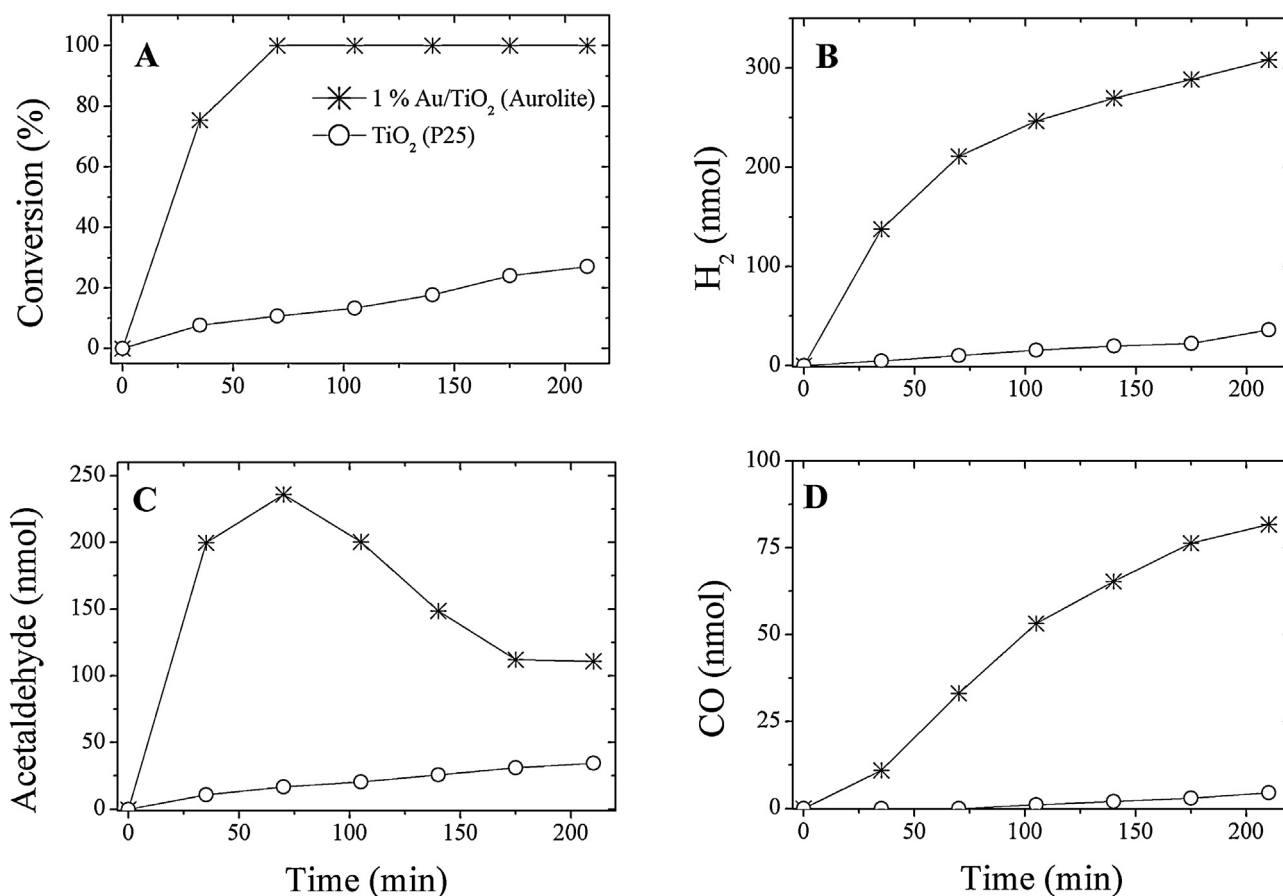 A
Conversion (%)
100
80
60
40
20
0
1 % Au/TiO₂ (Aurolite)
TiO₂ (P25)
0 50 100 150 200
B
H₂ (nmol)
300
200
100
0
0 50 100 150 200
C
Acetaldehyde (nmol)
250
200
150
100
50
0
0 50 100 150 200
Time (min)
D
CO (nmol)
100
75
50
25
0
0 50 100 150 200
Time (min)